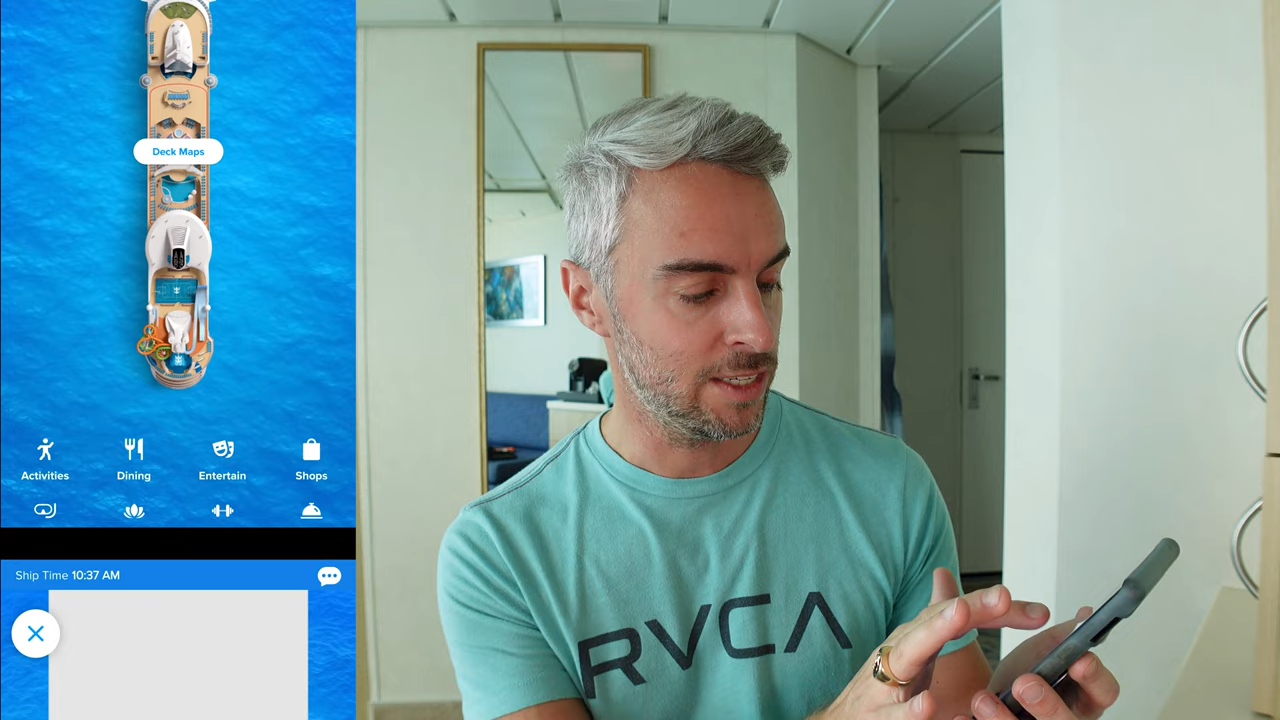 Deck Maps
Activities
Dining
Entertain
Shops
Ship Time 10:37 AM
RVCA